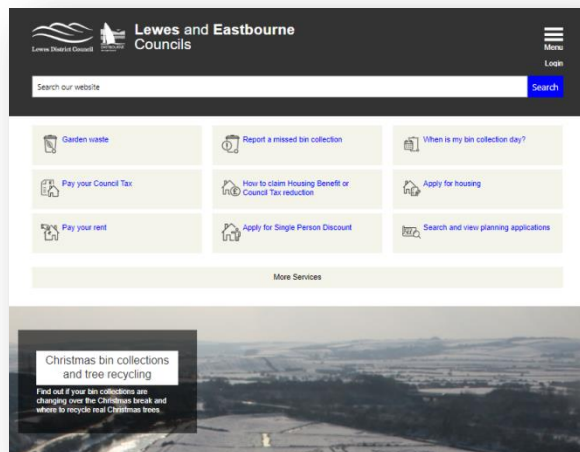 Lewes and Eastbourne
Councils
Lewes District Council
Menu
Login
Search our website
Search
Garden waste
Report a missed bin collection
When is my bin collection day?
Pay your Council Tax
How to claim Housing Benefit or
Council Tax reduction
Apply for housing
Pay your rent
Apply for Single Person Discount
Search and view planning applications
More Services
Christmas bin collections
and tree recycling
Find out if your bin collections are
changing over the Christmas break and
where to recycle real Christmas trees